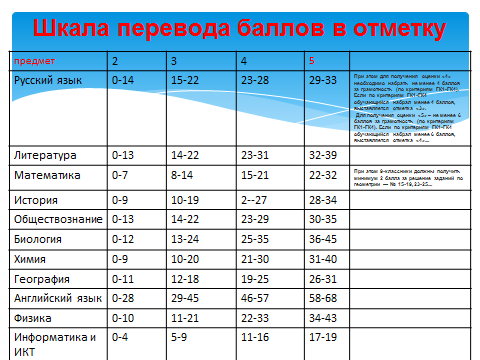 Шкала перевода баллов в отметку
предмет 2 3 4 5
Русский язык 0-14 15-22 23-28 29-33
При этом для получения оценки «4»
необходимо набрать не менее 4 баллов
за грамотность (по критериям
ГК1-ГК4). Если по критериям ГК1-ГК4
обучающийся набрал менее 4 баллов,
выставляется отметка «3».
Для получения оценки «5» – не менее 6
баллов за грамотность (по критериям
ГК1-ГК4). Если по критериям ГК1-ГК4
обучающийся набрал менее 6 баллов,
выставляется отметка «4».
Литература 0-13 14-22 23-31 32-39
Математика 0-7 8-14 15-21 22-32
При этом 9-классники должны получить
минимум 2 балла за решение заданий по
геометрии — № 15-19, 23-25
История 0-9 10-19 2--27 28-34
Обществознание 0-13 14-22 23-29 30-35
Биология 0-12 13-24 25-35 36-45
Химия 0-9 10-20 21-30 31-40
География 0-11 12-18 19-25 26-31
Английский язык 0-28 29-45 46-57 58-68
Физика 0-10 11-21 22-33 34-43
Информатика и 0-4 5-9 11-16 17-19
ИКТ